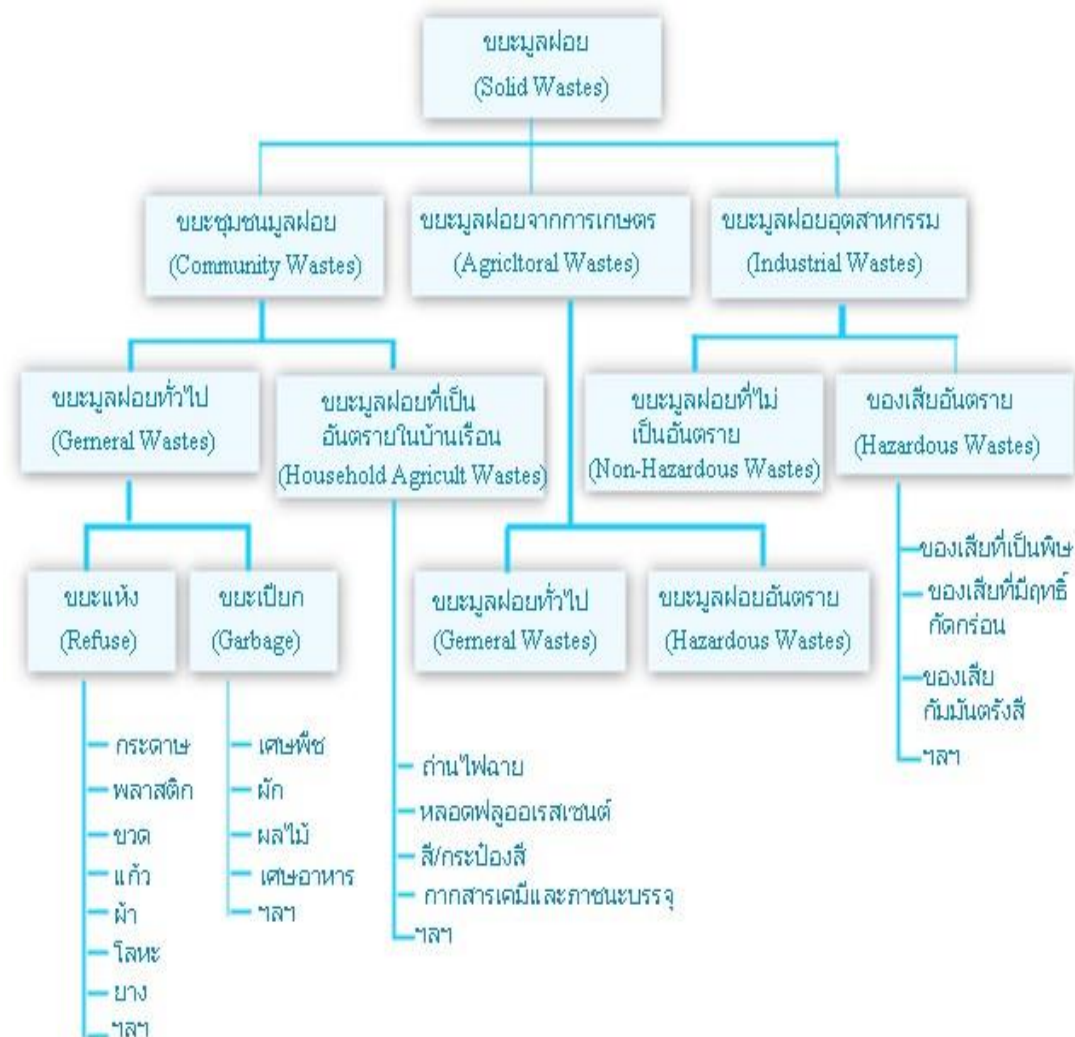 ขยะมูลฝอย
(Solid Wastes)
ขยะชุมชนมูลฝอย
(Community Wastes)
ขยะมูลฝอยจากการเกษตร
(Agricltoral Wastes)
ขยะมูลฝอยอุตสาหกรรม
(Industrial Wastes)
ขยะมูลฝอยทั่วไป
(Gerneral Wastes)
ขยะมูลฝอยที่เป็น
อันตรายในบ้านเรือน
(Household Agricult Wastes)
ขยะมูลฝอยที่ไม่
เป็นอันตราย
(Non-Hazardous Wastes)
ของเสียอันตราย
(Hazardous Wastes)
ขยะแห้ง
(Refuse)
ขยะเปียก
(Garbage)
ขยะมูลฝอยทั่วไป
(Gerneral Wastes)
ขยะมูลฝอยอันตราย
(Hazardous Wastes)
ของเสียที่เป็นพิษ
ของเสียที่มีฤทธิ์
กัดกร่อน
ของเสีย
กัมมันตรังสี
ฯลฯ
กระดาษ
พลาสติก
ขวด
แก้ว
ผ้า
โลหะ
ยาง
ฯลฯ
เศษพืช
ผัก
ผลไม้
เศษอาหาร
ฯลฯ
ถ่านไฟฉาย
หลอดฟลูออเรสเซนต์
สี/กระป๋องสี
กากสารเคมีและภาชนะบรรจุ
ฯลฯ